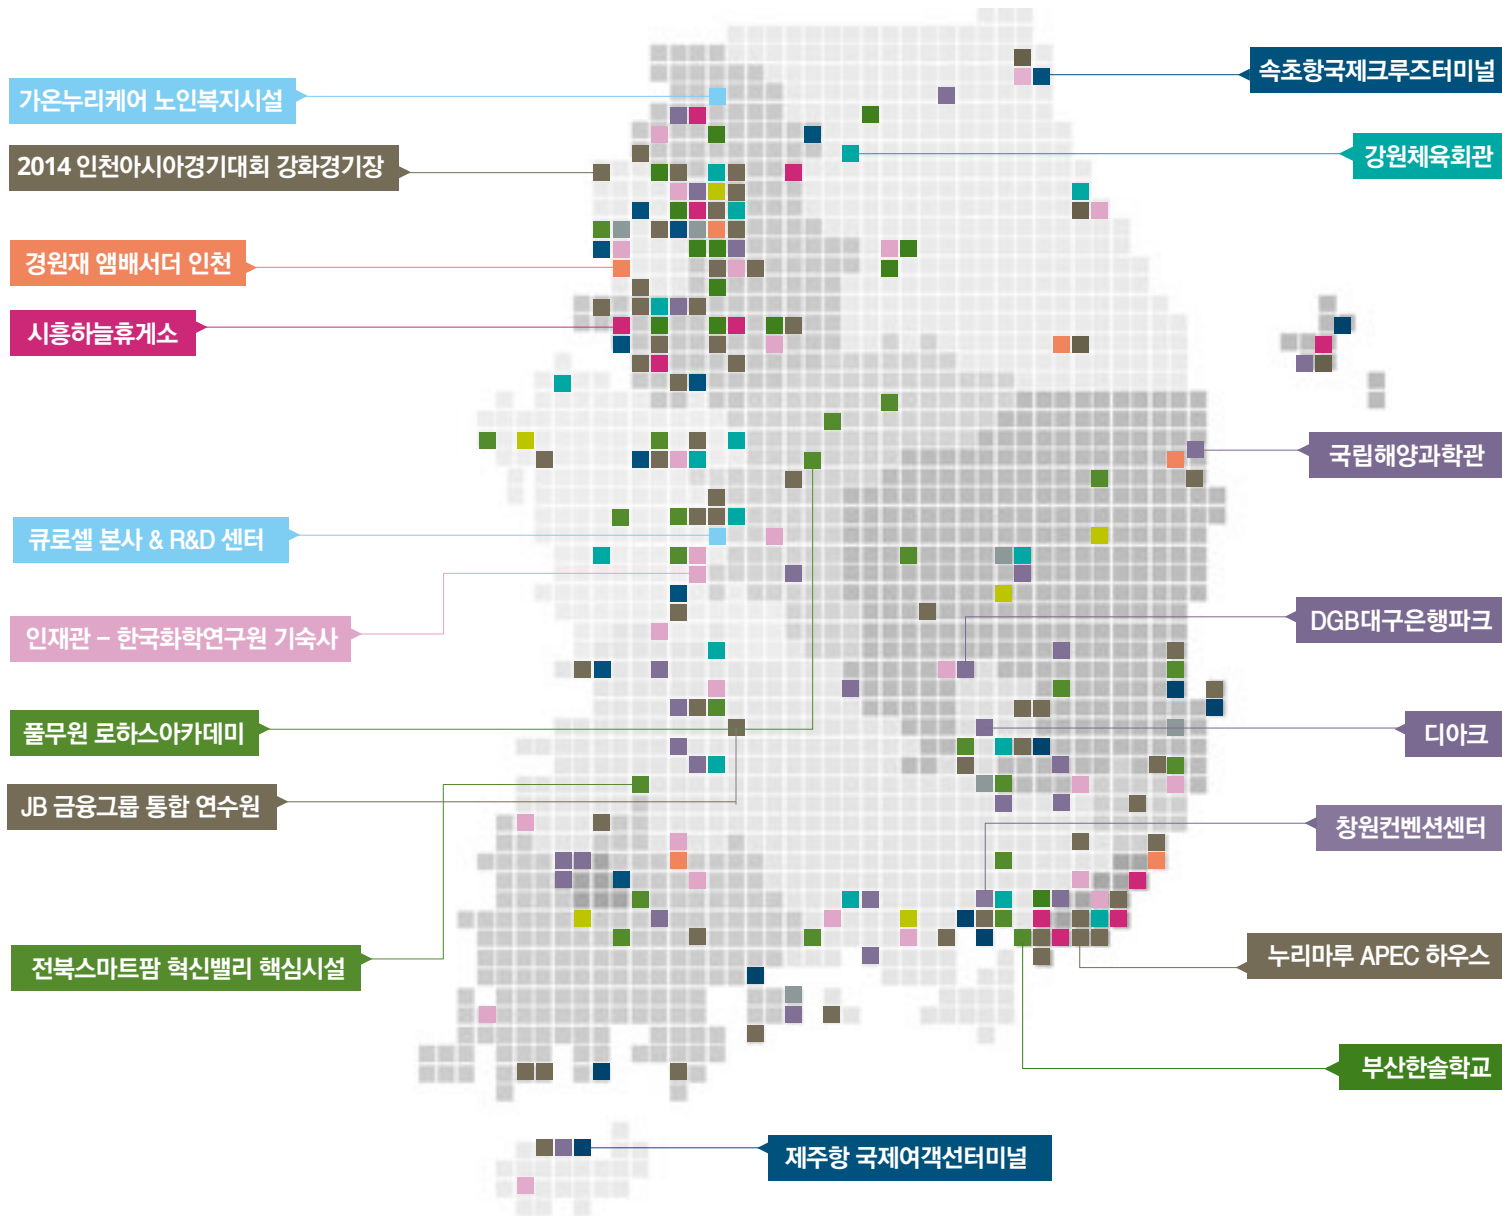 가온누리케어 노인복지시설
2014 인천아시아경기대회 강화경기장
경원재 앰배서더 인천
시흥하늘휴게소
큐로셀 본사 & R&D 센터
인재관 – 한국화학연구원 기숙사
풀무원 로하스아카데미
JB 금융그룹 통합 연수원
전북스마트팜 혁신밸리 핵심시설
속초항국제크루즈터미널
강원체육회관
국립해양과학관
DGB대구은행파크
디아크
창원컨벤션센터
누리마루 APEC 하우스
부산한솔학교
제주항 국제여객선터미널